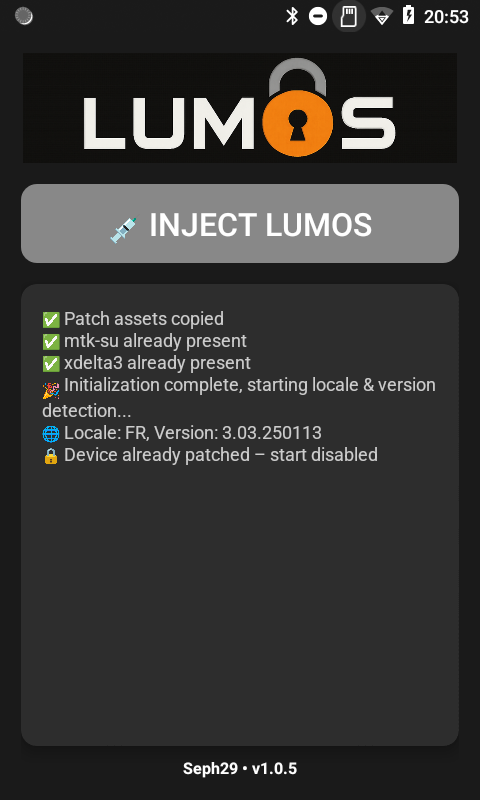 20:53
LUMOS
💉 INJECT LUMOS
✅ Patch assets copied
✅ mtk-su already present
✅ xdelta3 already present
🎉 Initialization complete, starting locale & version
detection...
🌐 Locale: FR, Version: 3.03.250113
🔒 Device already patched – start disabled
Seph29 • v1.0.5